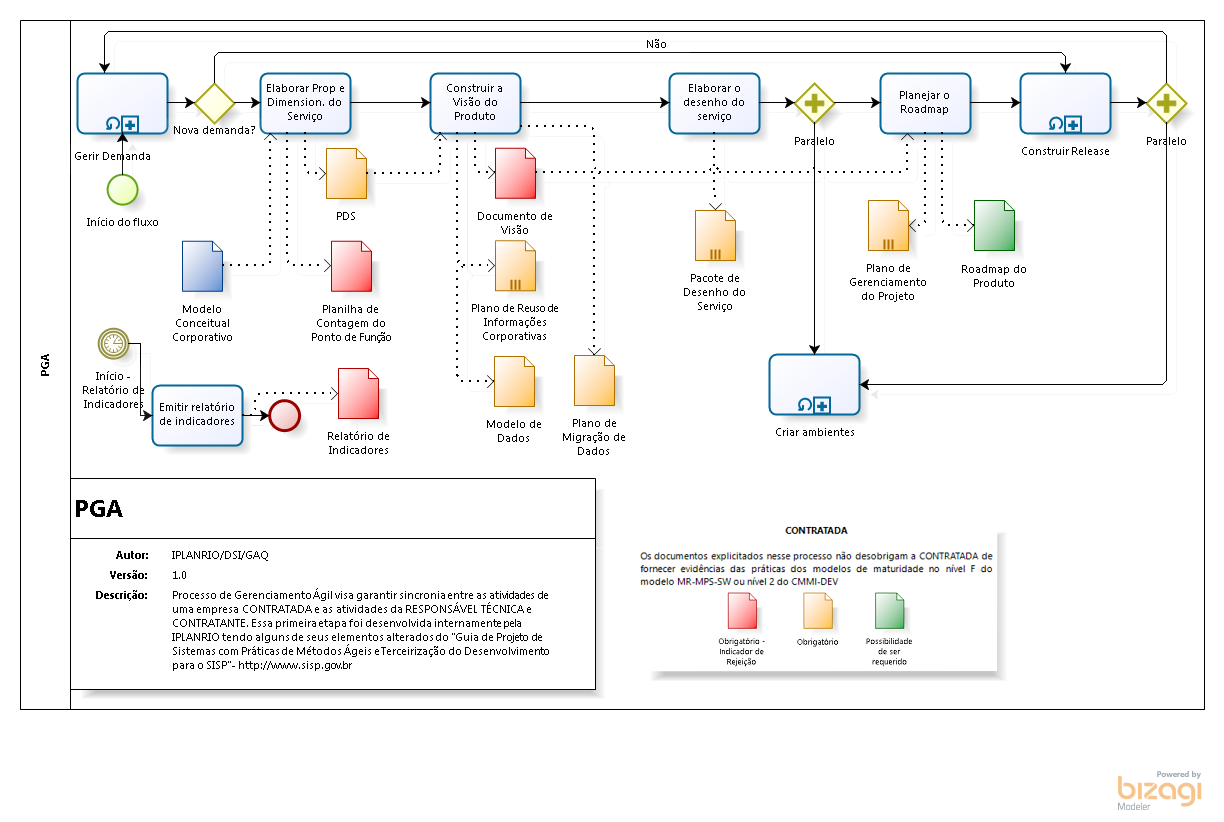 PGA
Não
Elaborar Prop e
Dimension. do
Serviço
Construir a
Visão do
Produto
Elaborar o
desenho do
serviço
Planejar o
Roadmap
Nova demanda?
Gerir Demanda
Paralelo
Construir Release
Paralelo
Início do fluxo
PDS
Documento de
Visão
Modelo
Conceitual
Corporativo
Planilha de
Contagem do
Ponto de Função
Plano de Reuso de
Informações
Corporativas
Pacote de
Desenho do
Serviço
Plano de
Gerenciamento
do Projeto
Roadmap do
Produto
Início -
Relatório de
Indicadores
Emitir relatório
de indicadores
Relatório de
Indicadores
Modelo de
Dados
Plano de
Migração de
Dados
Criar ambientes
PGA
Autor: IPLANRIO/DSI/GAQ
Versão: 1.0
Descrição: Processo de Gerenciamento Ágil visa garantir sincronia entre as atividades de
uma empresa CONTRATADA e as atividades da RESPONSÁVEL TÉCNICA e
CONTRATANTE. Essa primeira etapa foi desenvolvida internamente pela
IPLANRIO tendo alguns de seus elementos alterados do "Guia de Projeto de
Sistemas com Práticas de Métodos Ágeis e Terceirização do Desenvolvimento
para o SISP"- http://www.sisp.gov.br
CONTRATADA
Os documentos explicitados nesse processo não desobrigam a CONTRATADA de
fornecer evidências das práticas dos modelos de maturidade no nível F do
modelo MR-MPS-SW ou nível 2 do CMMI-DEV
Obrigatório -
Indicador de
Rejeição
Obrigatório
Possibilidade
de ser
requerido
Powered by
bizagi
Modeler